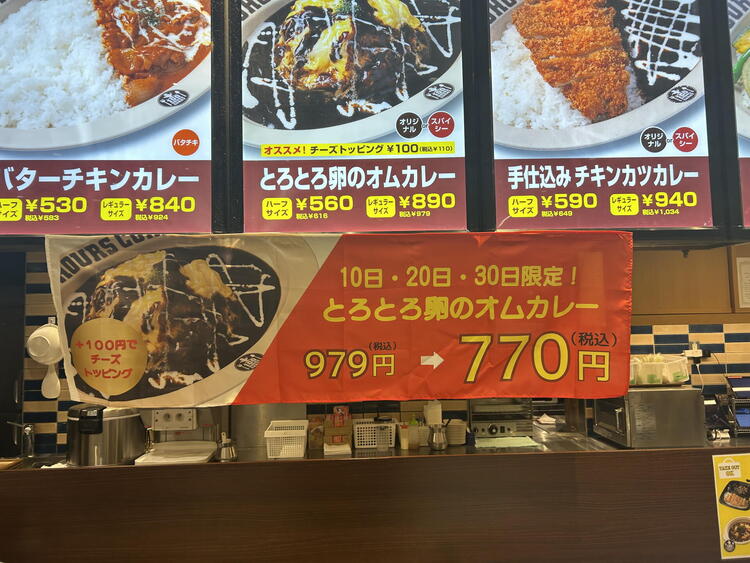 バタチキ
バターチキンカレー
ハーフサイズ ¥530 税込¥583
レギュラーサイズ ¥840 税込¥924
オリジナル or スパイシー
オススメ! チーズトッピング ¥100(税込¥110)
とろとろ卵のオムカレー
ハーフサイズ ¥560 税込¥616
レギュラーサイズ ¥890 税込¥979
オリジナル or スパイシー
手仕込み チキンカツカレー
ハーフサイズ ¥590 税込¥649
レギュラーサイズ ¥940 税込¥1,034
HOURS CUR
+100円で
チーズ
トッピング
10日・20日・30日限定!
とろとろ卵のオムカレー
979円(税込)➡770円(税込)
TAKE OUT
OK